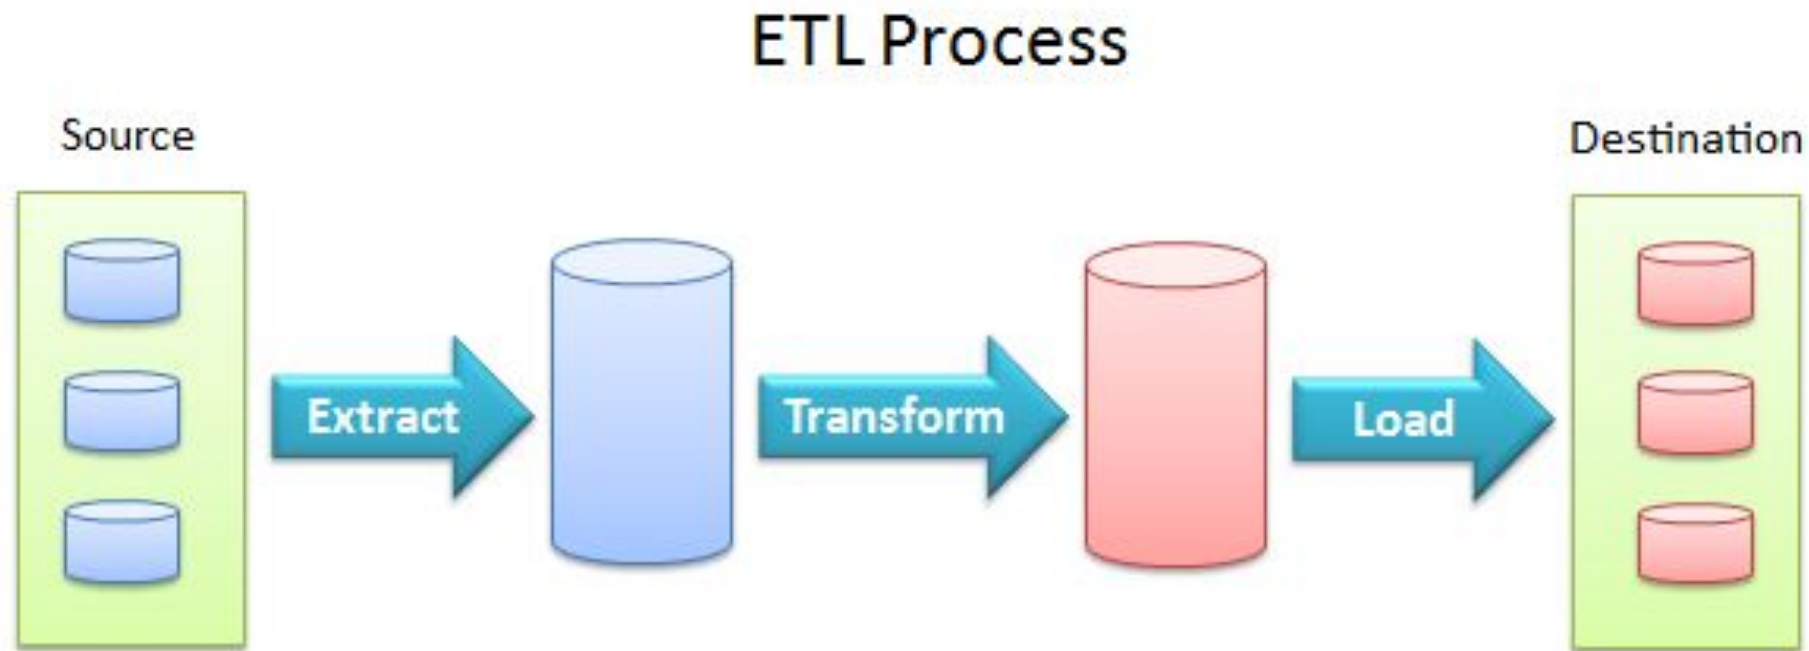 ETL Process
Source
Destination
Extract
Transform
Load